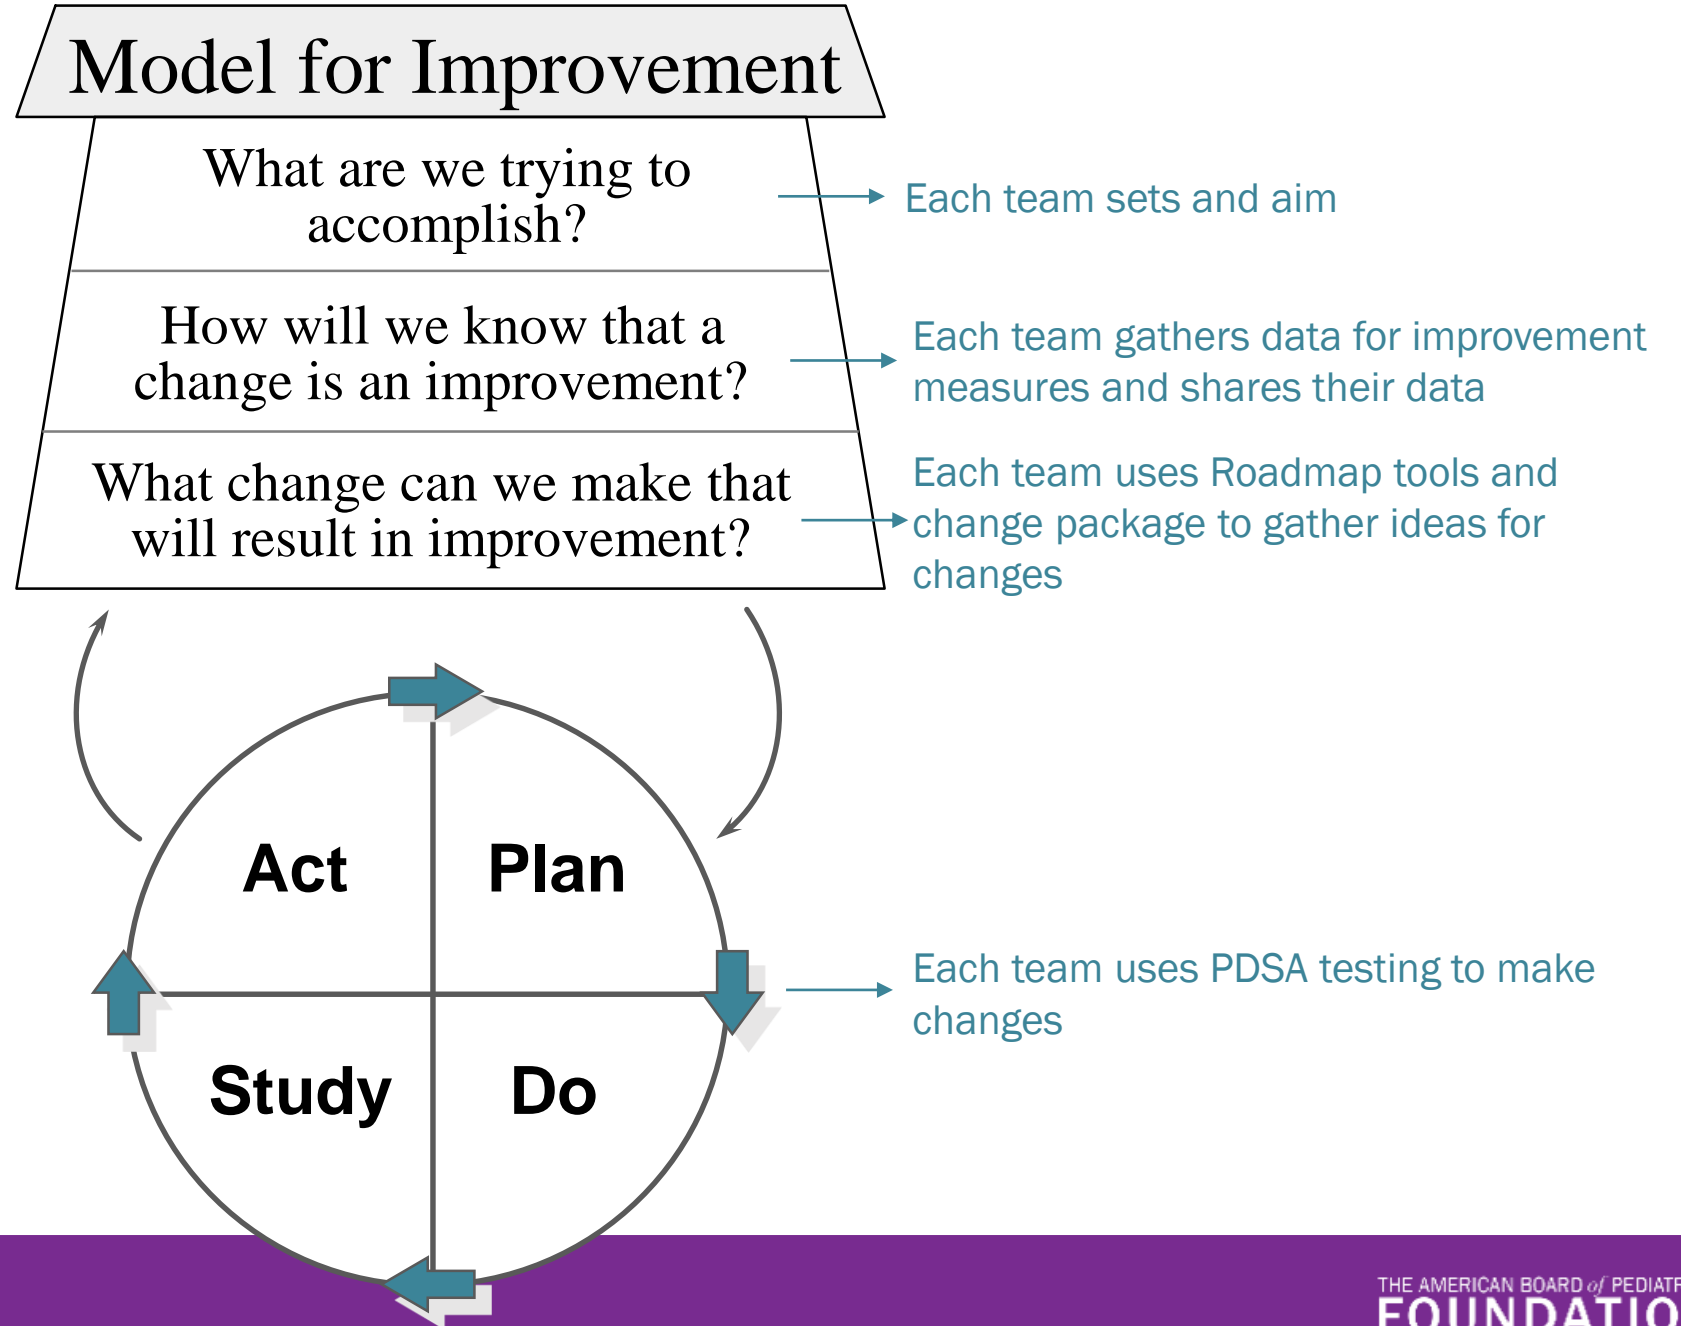 Model for Improvement
What are we trying to
accomplish?
Each team sets and aim
How will we know that a
change is an improvement?
Each team gathers data for improvement
measures and shares their data
What change can we make that
will result in improvement?
Each team uses Roadmap tools and
change package to gather ideas for
changes
Act
Plan
Each team uses PDSA testing to make
changes
Study
Do
THE AMERICAN BOARD of PEDIATR
FOUNDATIO